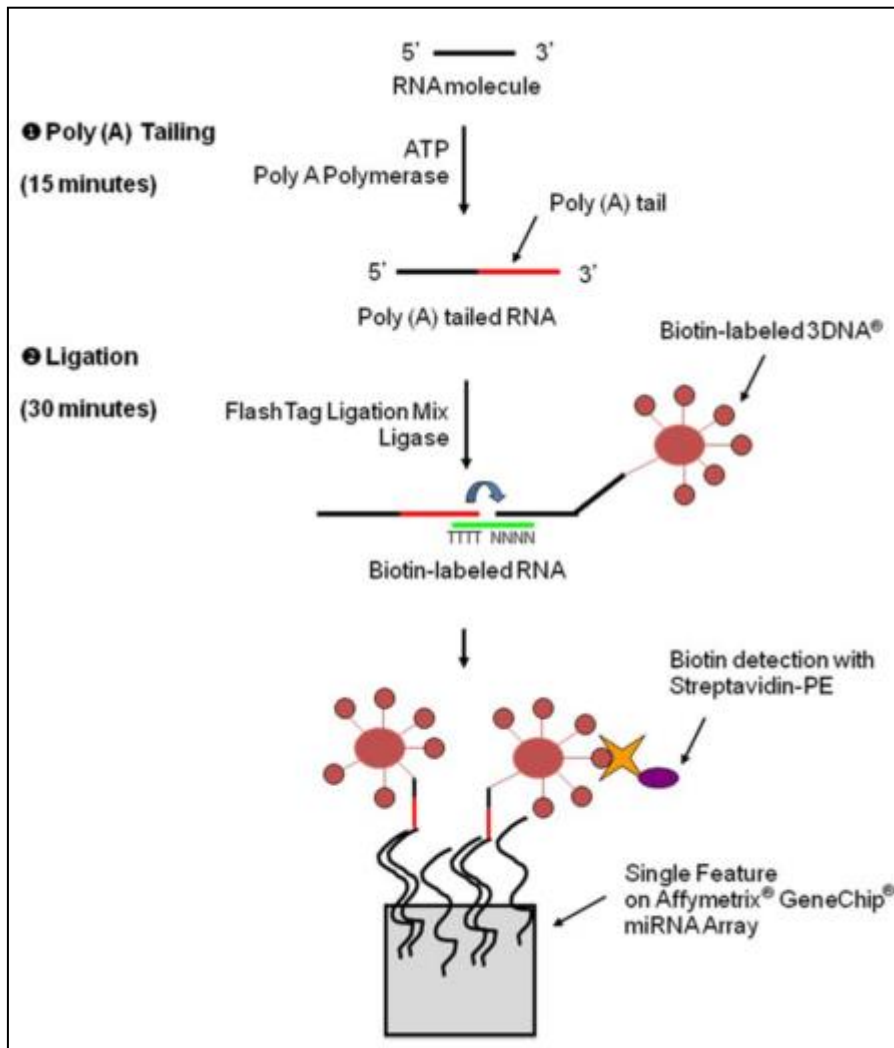 5’ 3’
RNA molecule
❶ Poly (A) Tailing
(15 minutes)
ATP
Poly A Polymerase
Poly (A) tail
5’ 3’
Poly (A) tailed RNA
Biotin-labeled 3DNA®
❷ Ligation
(30 minutes)
Flash Tag Ligation Mix
Ligase
TTTT NNNN
Biotin-labeled RNA
Biotin detection with
Streptavidin-PE
Single Feature
on Affymetrix® GeneChip®
miRNA Array